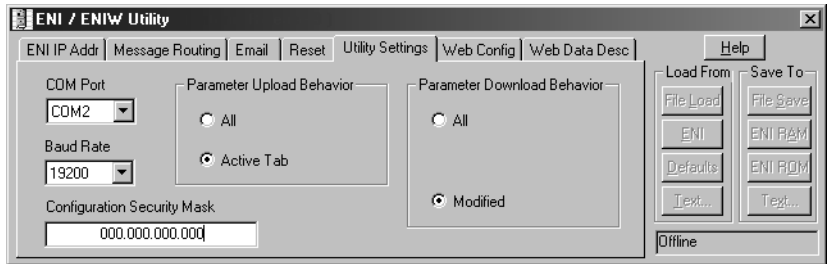 ENI / ENIW Utility
ENI IP Addr Message Routing Email Reset Utility Settings Web Config Web Data Desc
Help
COM Port
COM2
Baud Rate
19200
Configuration Security Mask
000.000.000.000
Parameter Upload Behavior
All
Active Tab
Parameter Download Behavior
All
Modified
Load From
File Load
ENI
Defaults
Text...
Save To
File Save
ENI RAM
ENI ROM
Text...
Offline